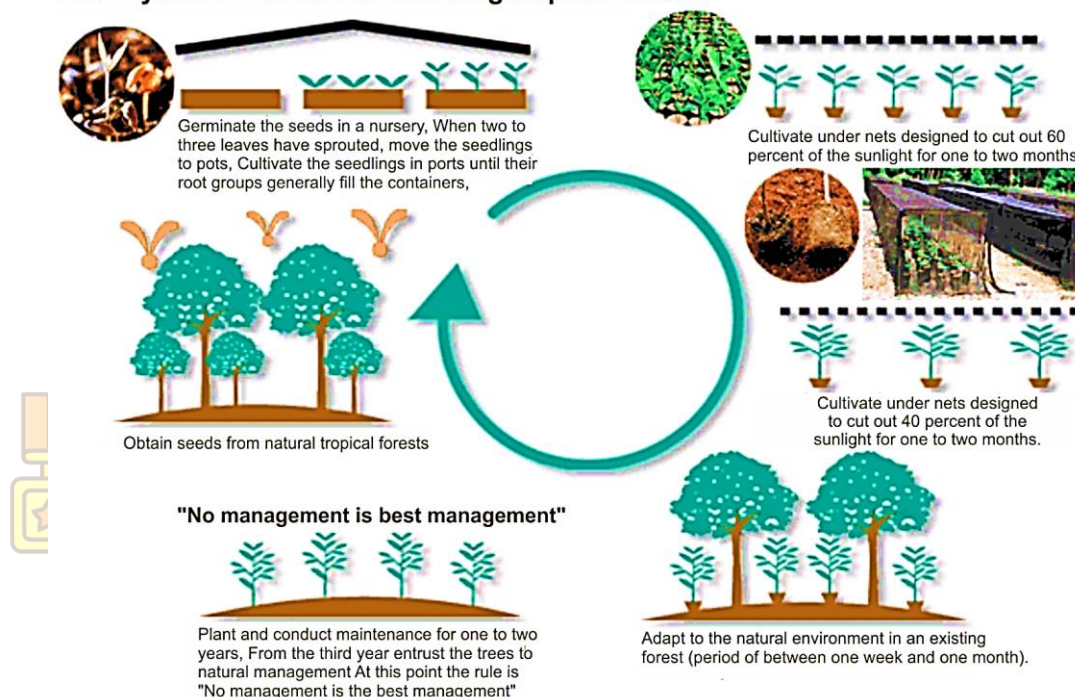 Germinate the seeds in a nursery, When two to
three leaves have sprouted, move the seedlings
to pots, Cultivate the seedlings in ports until their
root groups generally fill the containers,
Cultivate under nets designed to cut out 60
percent of the sunlight for one to two months
Cultivate under nets designed
to cut out 40 percent of the
sunlight for one to two months.
Adapt to the natural environment in an existing
forest (period of between one week and one month).
"No management is best management"
Plant and conduct maintenance for one to two
years, From the third year entrust the trees to
natural management At this point the rule is
"No management is the best management"
Obtain seeds from natural tropical forests